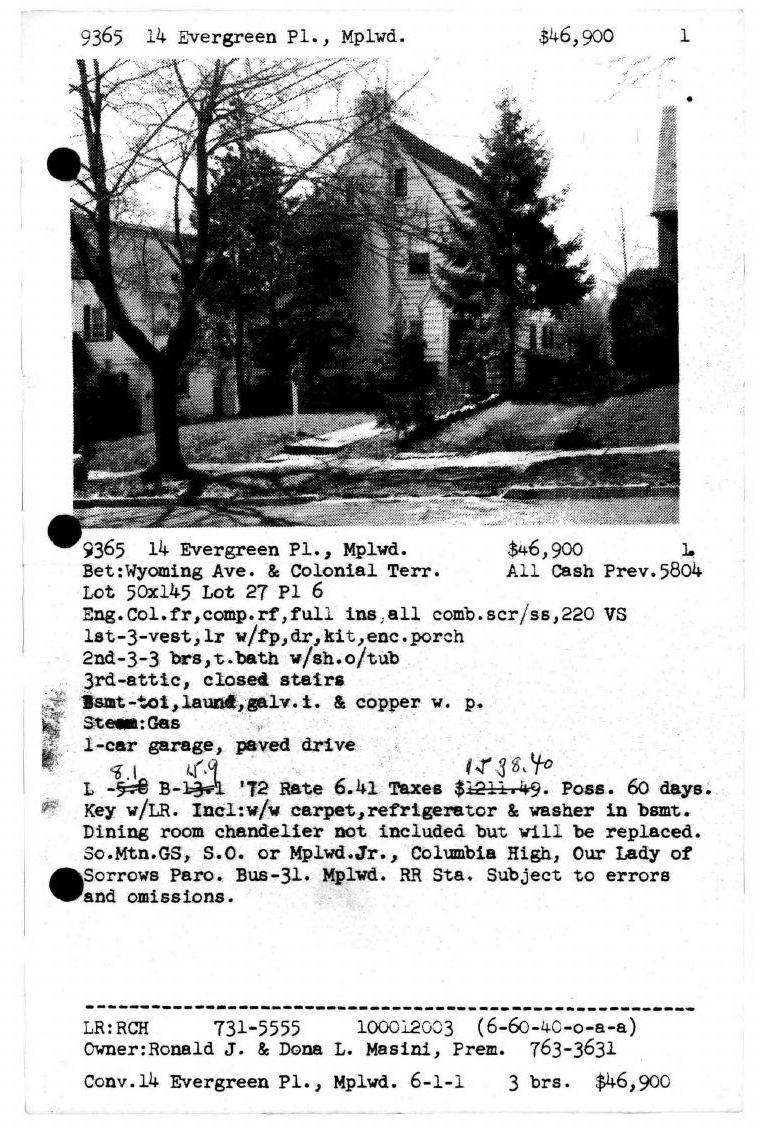 9365 14 Evergreen Pl., Mplwd. $46,900 1
9365 14 Evergreen Pl., Mplwd. $46,900 1.
Bet:Wyoming Ave. & Colonial Terr. All Cash Prev.5804
Lot 50x145 Lot 27 Pl 6
Eng.Col.fr,comp.rf,full ins,all comb.scr/ss,220 VS
1st-3-vest,lr w/fp,dr,kit,enc.porch
2nd-3-3 brs,t.bath w/sh.o/tub
3rd-attic, closed stairs
Bsmt-toi,laund,galv.i. & copper w. p.
Steam:Gas
1-car garage, paved drive
8.1 15.9 1538.40
L -5.8 B-13.1 '72 Rate 6.41 Taxes $1211.49. Poss. 60 days.
Key w/LR. Incl:w/w carpet,refrigerator & washer in bsmt.
Dining room chandelier not included but will be replaced.
So.Mtn.GS, S.O. or Mplwd.Jr., Columbia High, Our Lady of
Sorrows Paro. Bus-31. Mplwd. RR Sta. Subject to errors
and omissions.
LR:RCH 731-5555 100012003 (6-60-40-o-a-a)
Owner:Ronald J. & Dona L. Masini, Prem. 763-3631
Conv.14 Evergreen Pl., Mplwd. 6-1-1 3 brs. $46,900